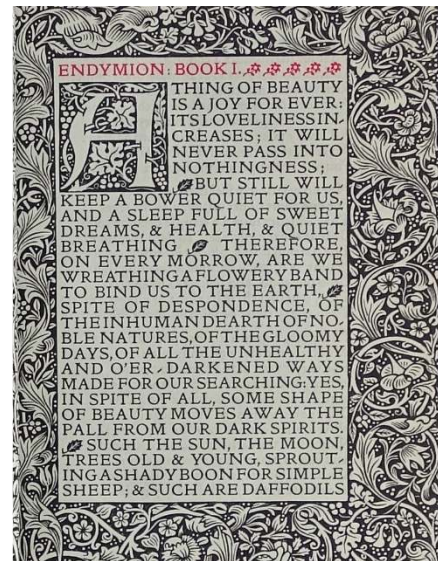 ENDYMION: BOOK I.
A THING OF BEAUTY
IS A JOY FOR EVER:
ITS LOVELINESS IN-
CREASES; IT WILL
NEVER PASS INTO
NOTHINGNESS;
BUT STILL WILL
KEEP A BOWER QUIET FOR US,
AND A SLEEP FULL OF SWEET
DREAMS, & HEALTH, & QUIET
BREATHING THEREFORE,
ON EVERY MORROW, ARE WE
WREATHING A FLOWERY BAND
TO BIND US TO THE EARTH,
SPITE OF DESPONDENCE, OF
THE INHUMAN DEARTH OF NO-
BLE NATURES, OF THE GLOOMY
DAYS, OF ALL THE UNHEALTHY
AND O'ER-DARKENED WAYS
MADE FOR OUR SEARCHING: YES,
IN SPITE OF ALL, SOME SHAPE
OF BEAUTY MOVES AWAY THE
PALL FROM OUR DARK SPIRITS.
SUCH THE SUN, THE MOON,
TREES OLD & YOUNG, SPROUT-
ING A SHADY BOON FOR SIMPLE
SHEEP; & SUCH ARE DAFFODILS